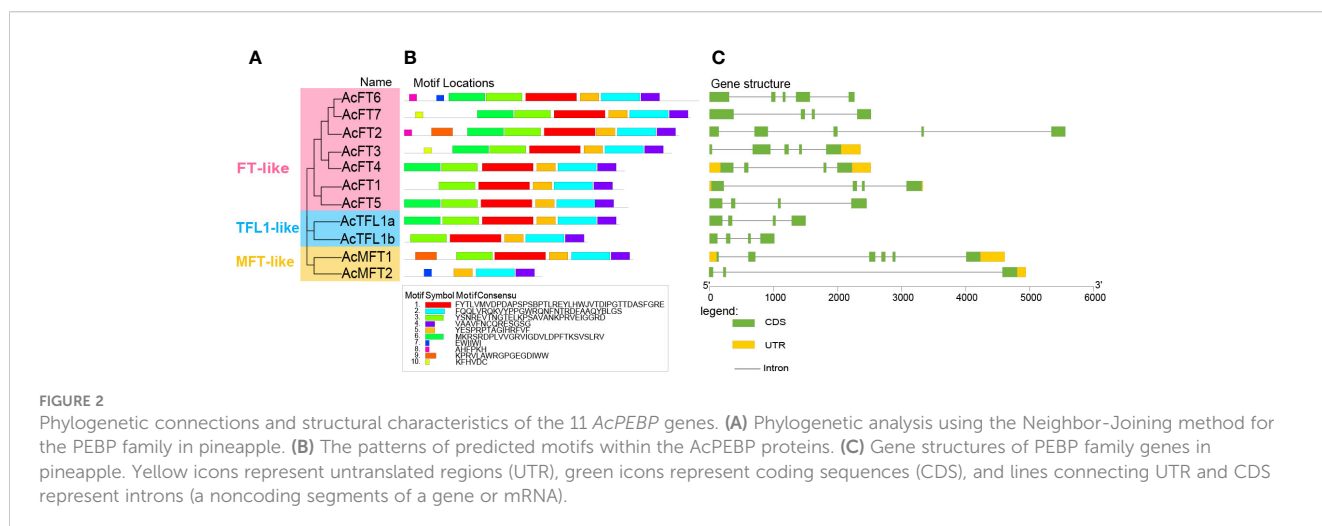 A
B
C
Name
Motif Locations
Gene structure
AcFT6
AcFT7
AcFT2
AcFT3
AcFT4
AcFT1
AcFT5
AcTFL1a
AcTFL1b
AcMFT1
AcMFT2
FT-like
TFL1-like
MFT-like
Motif Symbol Motif Consensu
1. FYTLVMVDPDAPSPSBPTLREYLHWJVTDIPGTTDASFGRE
2. FQQLVRQKVYPPGWRQNFNTRDFAAQYBLGS
3. YSNREVTNGTELKPSAVANKPRVEIGGRD
4. VAAVFNCQRESGSG
5. YESPRPTAGIHRFVF
6. MKRSRDPLVVGRVIGDVLDPFTKSVSLRV
7. EWIIWI
8. AHFPKH
9. KPRVLAWRGPGEGDIWW
10. KFHVDC
5' 3'
0 1000 2000 3000 4000 5000 6000
legend:
CDS
UTR
Intron
FIGURE 2
Phylogenetic connections and structural characteristics of the 11 AcPEBP genes. (A) Phylogenetic analysis using the Neighbor-Joining method for
the PEBP family in pineapple. (B) The patterns of predicted motifs within the AcPEBP proteins. (C) Gene structures of PEBP family genes in
pineapple. Yellow icons represent untranslated regions (UTR), green icons represent coding sequences (CDS), and lines connecting UTR and CDS
represent introns (a noncoding segments of a gene or mRNA).